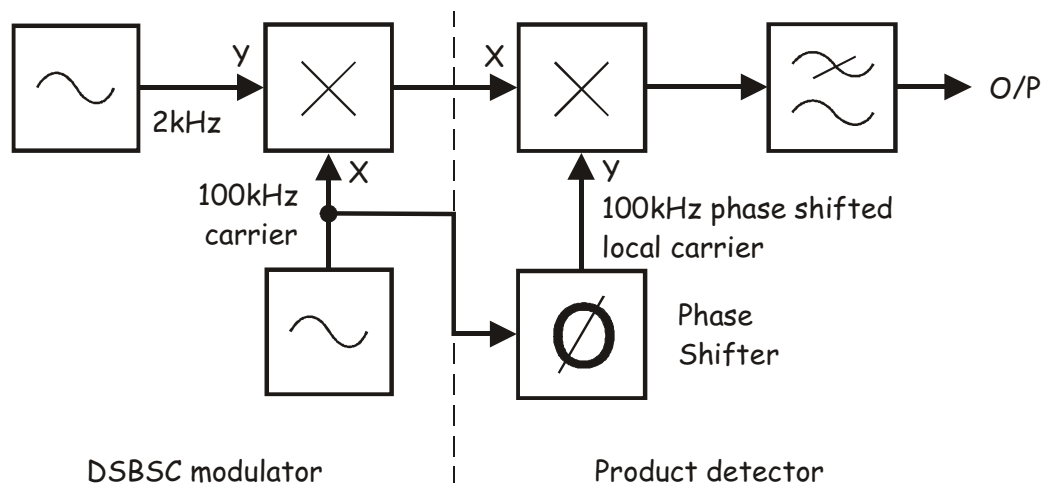 Y
X
O/P
2kHz
X
Y
100kHz
carrier
100kHz phase shifted
local carrier
Phase
Shifter
DSBSC modulator
Product detector